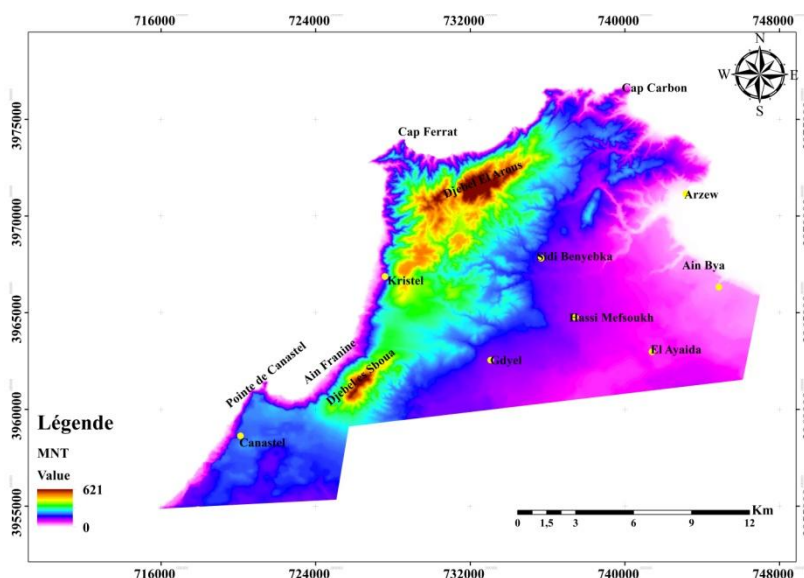 716000 724000 732000 740000 748000
N
W E
S
Cap Carbon
3975000
Cap Ferrat
Djebel El Arous
3970000
Arzew
Sidi Benyebka
Ain Bya
Kristel
3965000
Hassi Mefsoukh
Ain Franine
El Ayaida
Gdyel
Pointe de Canastel
Djebel es Sboua
3960000
Légende
Canastel
MNT
Value
621
0
Km
3955000
0 1,5 3 6 9 12
716000 724000 732000 740000 748000